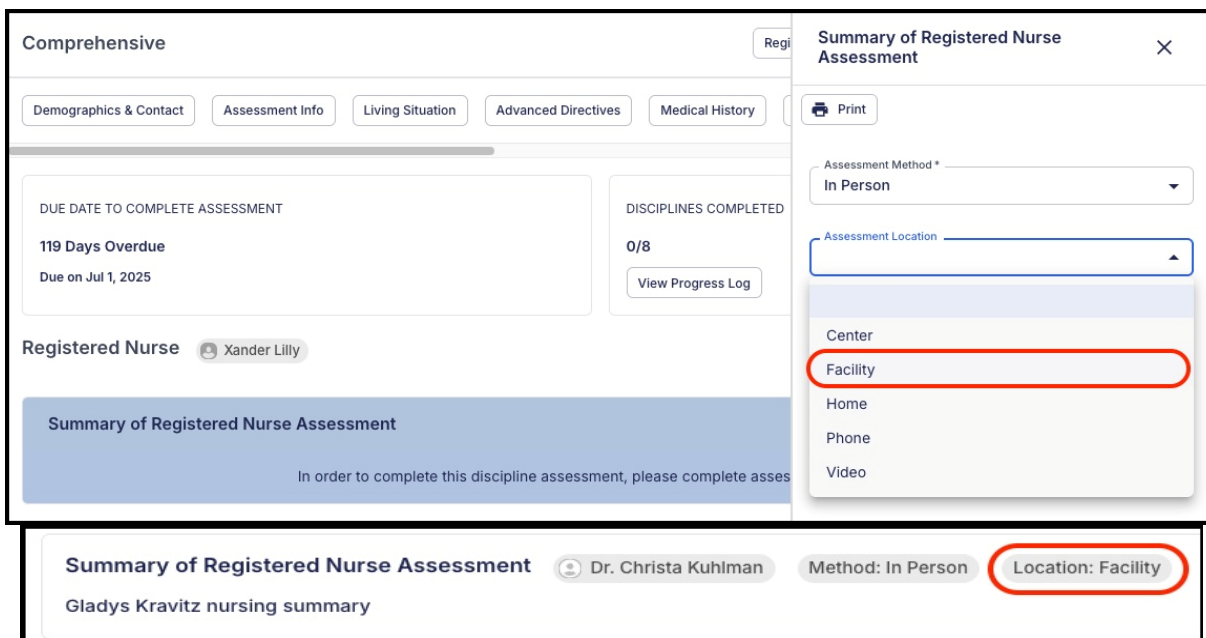 Comprehensive
Demographics & Contact
Assessment Info
Living Situation
Advanced Directives
Medical History
DUE DATE TO COMPLETE ASSESSMENT
119 Days Overdue
Due on Jul 1, 2025
DISCIPLINES COMPLETED
0/8
View Progress Log
Registered Nurse
Xander Lilly
Summary of Registered Nurse Assessment
In order to complete this discipline assessment, please complete asses
Regi
Summary of Registered Nurse
Assessment
Print
Assessment Method *
In Person
Assessment Location
Center
Facility
Home
Phone
Video
Summary of Registered Nurse Assessment Dr. Christa Kuhlman Method: In Person Location: Facility
Gladys Kravitz nursing summary